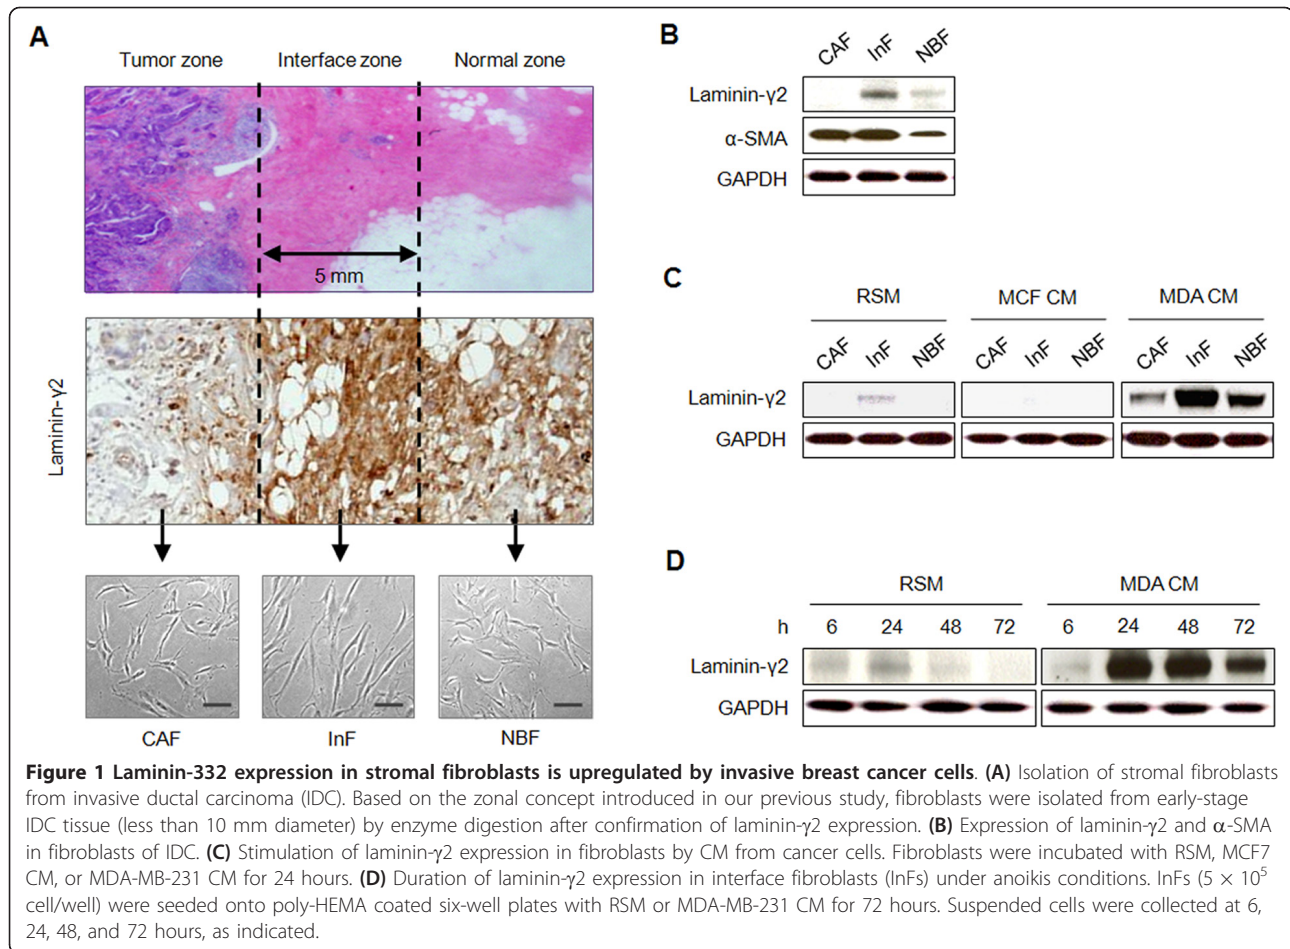 A
Tumor zone Interface zone Normal zone
5 mm
Laminin-γ2
CAF InF NBF
B
CAF InF NBF
Laminin-γ2
α-SMA
GAPDH
C
RSM MCF CM MDA CM
CAF InF NBF CAF InF NBF CAF InF NBF
Laminin-γ2
GAPDH
D
RSM MDA CM
h 6 24 48 72 6 24 48 72
Laminin-γ2
GAPDH
Figure 1 Laminin-332 expression in stromal fibroblasts is upregulated by invasive breast cancer cells. (A) Isolation of stromal fibroblasts
from invasive ductal carcinoma (IDC). Based on the zonal concept introduced in our previous study, fibroblasts were isolated from early-stage
IDC tissue (less than 10 mm diameter) by enzyme digestion after confirmation of laminin-γ2 expression. (B) Expression of laminin-γ2 and α-SMA
in fibroblasts of IDC. (C) Stimulation of laminin-γ2 expression in fibroblasts by CM from cancer cells. Fibroblasts were incubated with RSM, MCF7
CM, or MDA-MB-231 CM for 24 hours. (D) Duration of laminin-γ2 expression in interface fibroblasts (InFs) under anoikis conditions. InFs (5 × 10⁵
cell/well) were seeded onto poly-HEMA coated six-well plates with RSM or MDA-MB-231 CM for 72 hours. Suspended cells were collected at 6,
24, 48, and 72 hours, as indicated.